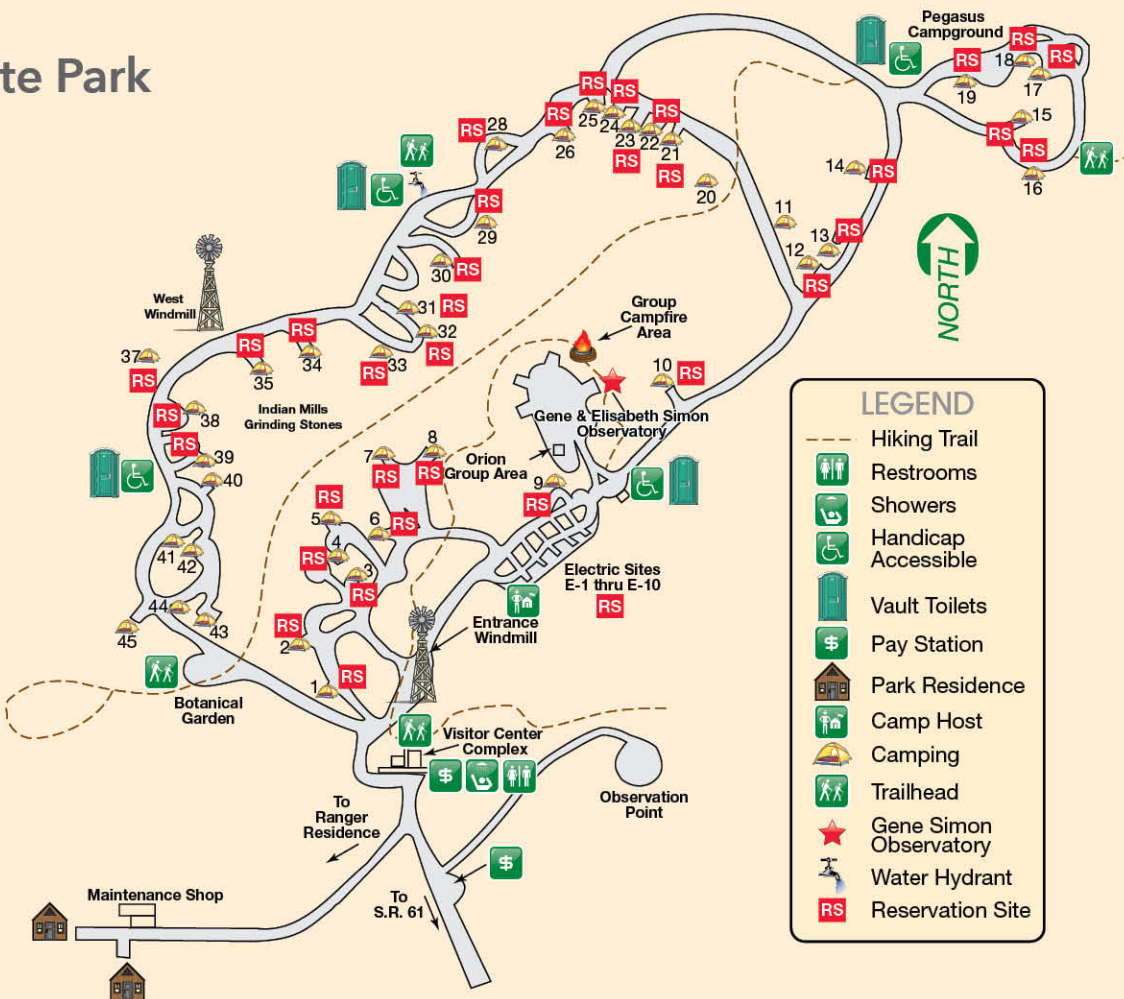 te Park
Pegasus
Campground
RS
RS
RS
18
17
19
15
RS
RS
16
RS
RS
RS
RS
25
24
23
22
21
26
RS
RS
20
RS
28
RS
29
30
RS
31
RS
32
RS
33
RS
14
RS
11
RS
13
12
RS
NORTH
West
Windmill
RS
34
RS
35
37
RS
RS
38
RS
39
40
41
42
44
43
45
Indian Mills
Grinding Stones
Group
Campfire
Area
10
RS
Gene & Elisabeth Simon
Observatory
Orion
Group Area
7
RS
8
RS
9
RS
RS
5
6
RS
4
RS
3
RS
RS
2
1
RS
Electric Sites
E-1 thru E-10
RS
Entrance
Windmill
Botanical
Garden
Visitor Center
Complex
$
Observation
Point
To
Ranger
Residence
$
To
S.R. 61
Maintenance Shop
LEGEND
Hiking Trail
Restrooms
Showers
Handicap
Accessible
Vault Toilets
$ Pay Station
Park Residence
Camp Host
Camping
Trailhead
Gene Simon
Observatory
Water Hydrant
RS Reservation Site